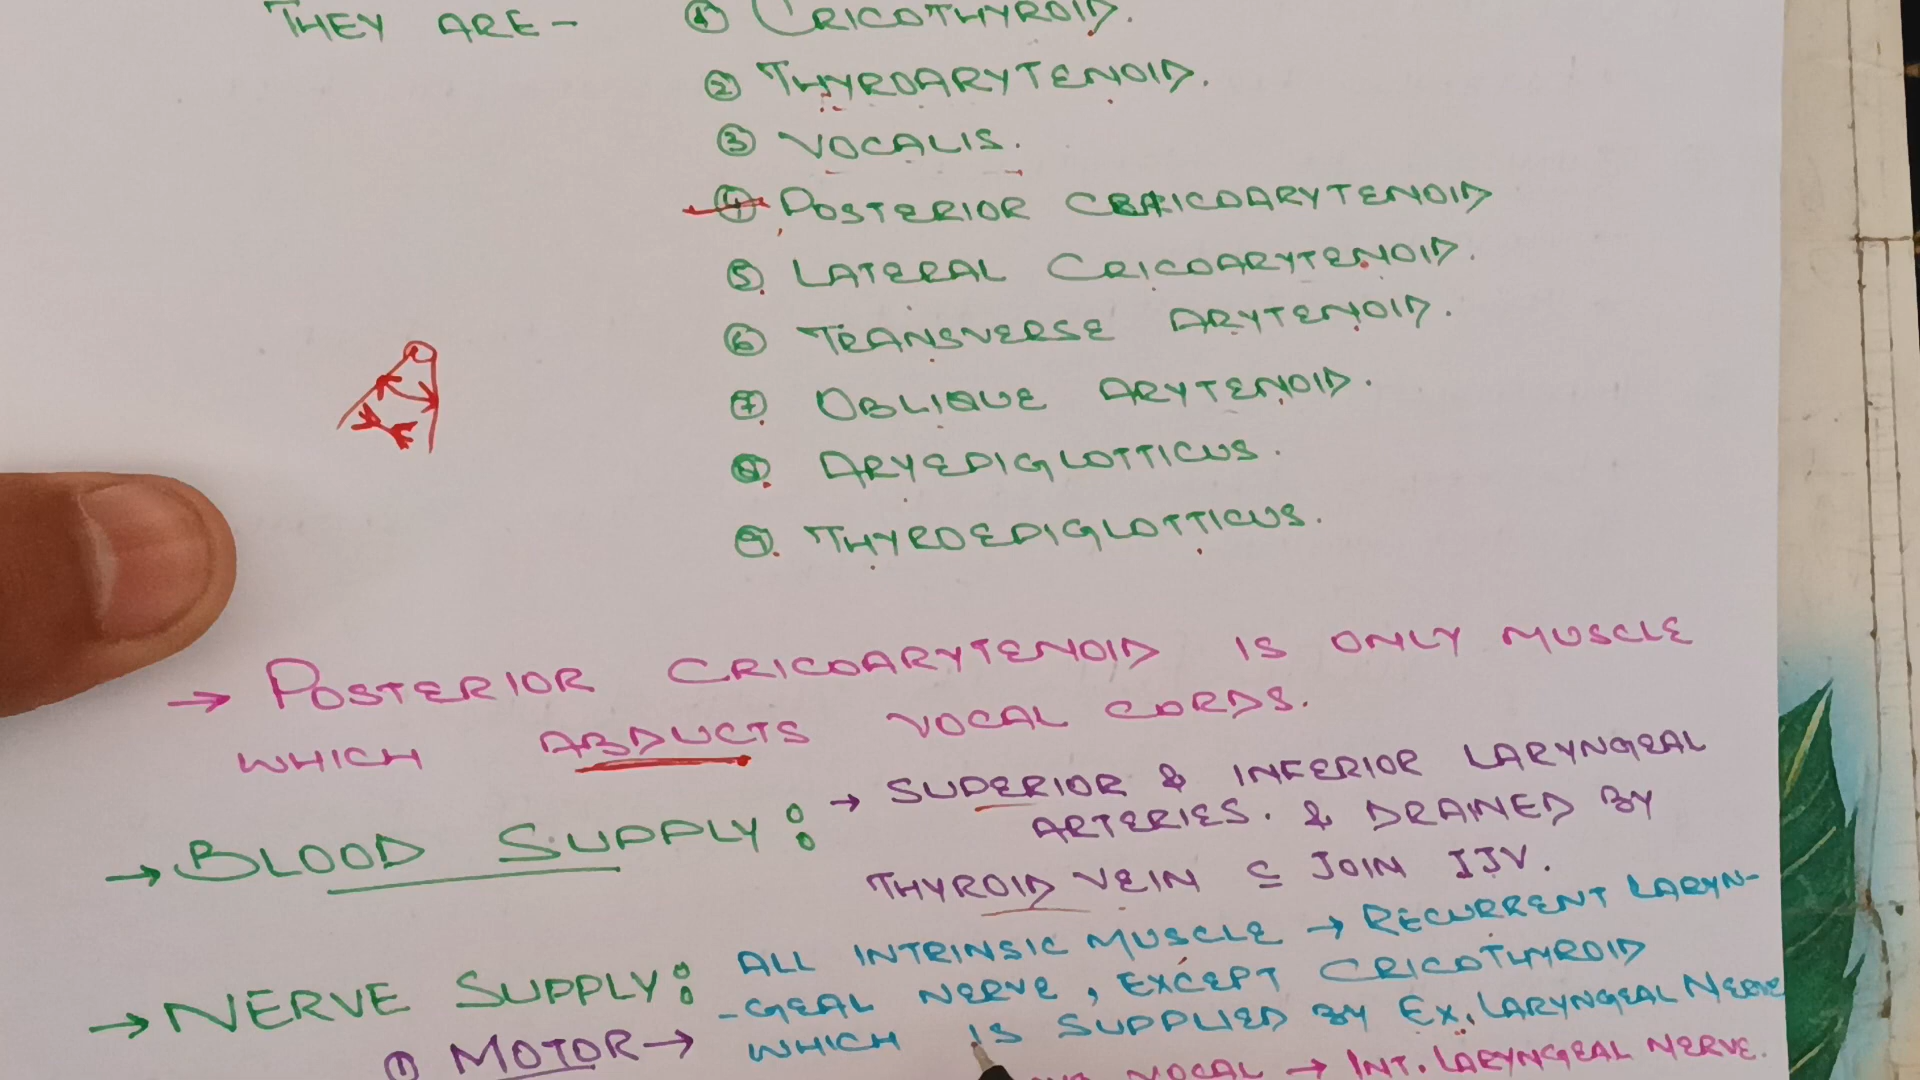 THEY ARE - ① CRICOTHYROID.
② THYROARYTENOID.
③ VOCALIS.
④ POSTERIOR CRICOARYTENOID
⑤ LATERAL CRICOARYTENOID.
⑥ TRANSVERSE ARYTENOID.
⑦ OBLIQUE ARYTENOID.
⑧ ARYEPIGLOTTICUS.
⑨. THYROEPIGLOTTICUS.
→ POSTERIOR CRICOARYTENOID IS ONLY MUSCLE
WHICH ABDUCTS VOCAL CORDS.
→ BLOOD SUPPLY: → SUPERIOR & INFERIOR LARYNGEAL
ARTERIES. & DRAINED BY
THYROID VEIN C JOIN IJV.
→ NERVE SUPPLY:
① MOTOR →
ALL INTRINSIC MUSCLE → RECURRENT LARYN-
-GEAL NERVE, EXCEPT CRICOTHYROID
WHICH IS SUPPLIED BY EX. LARYNGEAL NERVE
VOCAL → INT. LARYNGEAL NERVE.